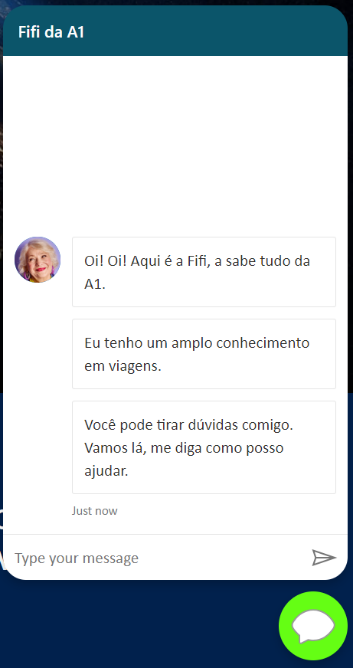 Fifi da A1
Oi! Oi! Aqui é a Fifi, a sabe tudo da
A1.
Eu tenho um amplo conhecimento
em viagens.
Você pode tirar dúvidas comigo.
Vamos lá, me diga como posso
ajudar.
Just now
Type your message